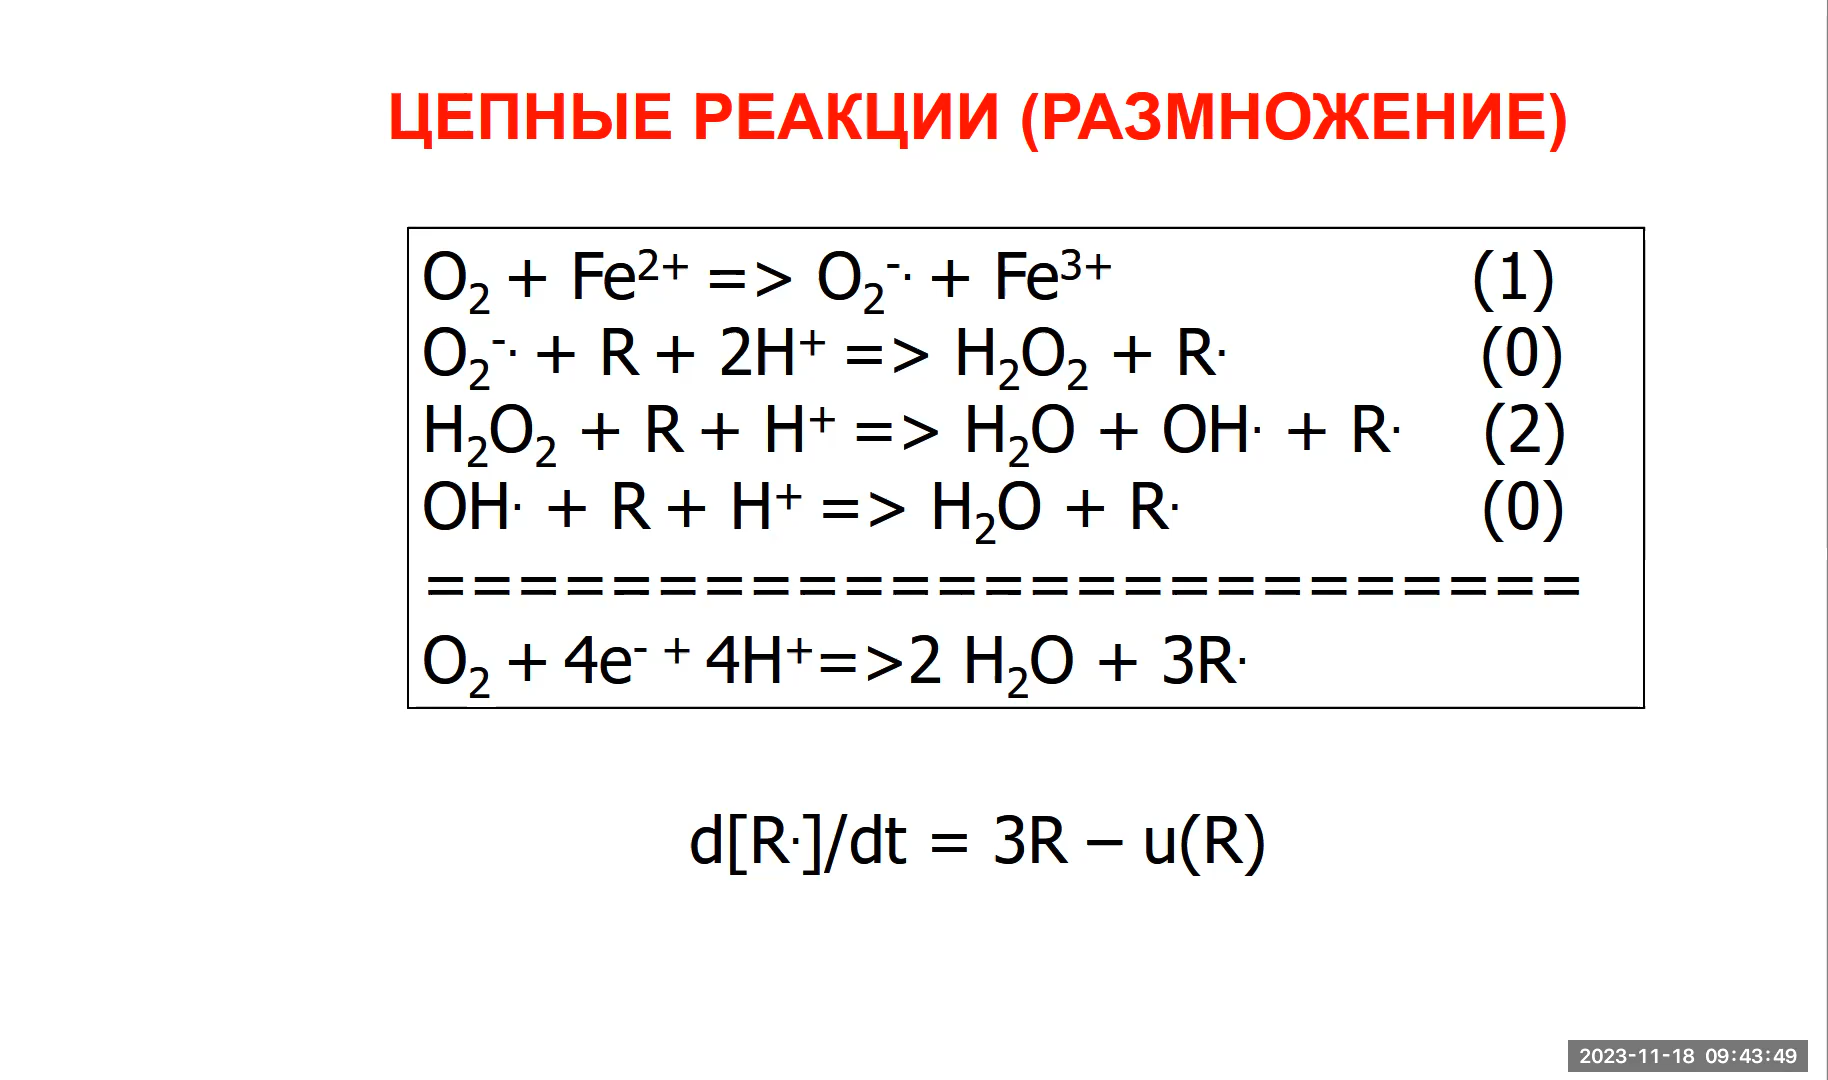 ЦЕПНЫЕ РЕАКЦИИ (РАЗМНОЖЕНИЕ)
O₂ + Fe²⁺ => O₂⁻· + Fe³⁺ (1)
O₂⁻· + R + 2H⁺ => H₂O₂ + R· (0)
H₂O₂ + R + H⁺ => H₂O + OH· + R· (2)
OH· + R + H⁺ => H₂O + R· (0)
=========================
O₂ + 4e⁻ ⁺ 4H⁺=>2 H₂O + 3R·
d[R·]/dt = 3R – u(R)
2023-11-18 09:43:49